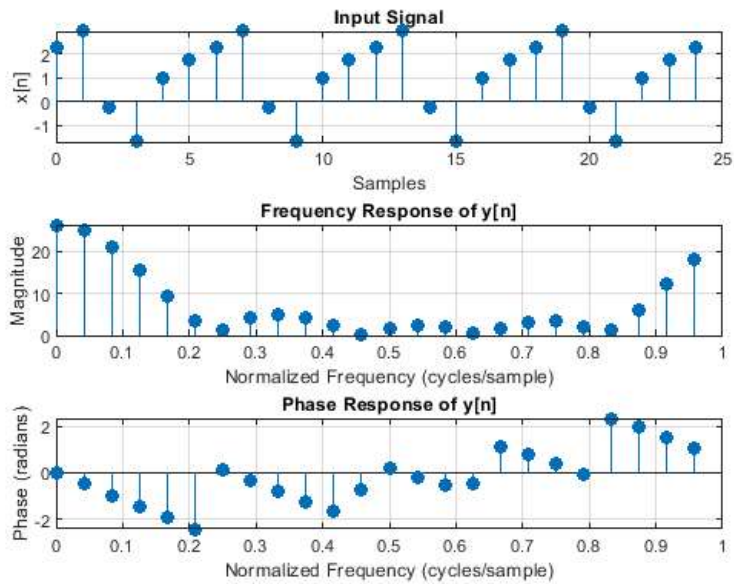 Input Signal
x[n]
2
1
0
-1
0 5 10 15 20 25
Samples
Frequency Response of y[n]
Magnitude
20
10
0
0 0.1 0.2 0.3 0.4 0.5 0.6 0.7 0.8 0.9 1
Normalized Frequency (cycles/sample)
Phase Response of y[n]
Phase (radians)
2
0
-2
0 0.1 0.2 0.3 0.4 0.5 0.6 0.7 0.8 0.9 1
Normalized Frequency (cycles/sample)